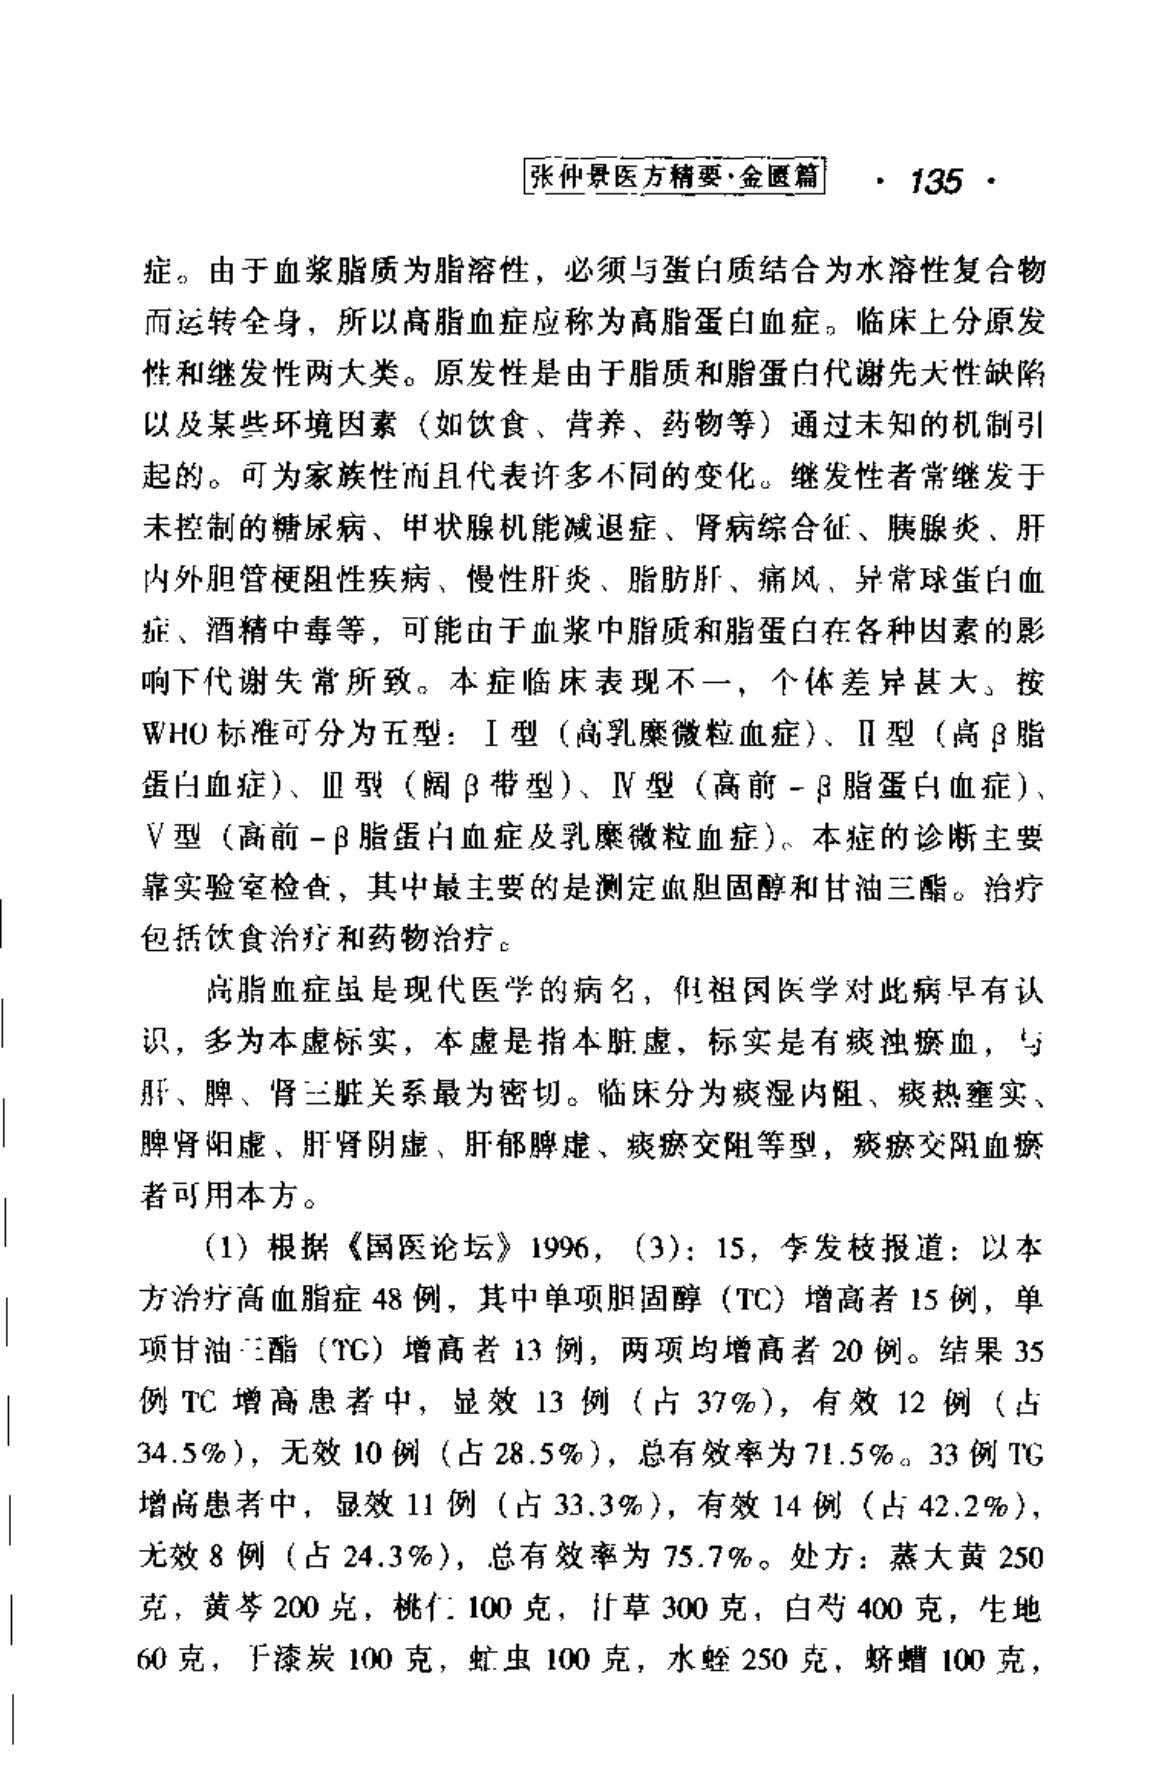 张仲景医方精要·金匮篇 · 135 ·
症。由于血浆脂质为脂溶性，必须与蛋白质结合为水溶性复合物
而运转全身，所以高脂血症应称为高脂蛋白血症。临床上分原发
性和继发性两大类。原发性是由于脂质和脂蛋白代谢先天性缺陷
以及某些环境因素（如饮食、营养、药物等）通过未知的机制引
起的。可为家族性而且代表许多不同的变化。继发性者常继发于
未控制的糖尿病、甲状腺机能减退症、肾病综合征、胰腺炎、肝
内外胆管梗阻性疾病、慢性肝炎、脂肪肝、痛风、异常球蛋白血
症、酒精中毒等，可能由于血浆中脂质和脂蛋白在各种因素的影
响下代谢失常所致。本症临床表现不一，个体差异甚大。按
WHO标准可分为五型：Ⅰ型（高乳糜微粒血症）、Ⅱ型（高β脂
蛋白血症）、Ⅲ型（阔β带型）、Ⅳ型（高前－β脂蛋白血症）、
Ⅴ型（高前－β脂蛋白血症及乳糜微粒血症）。本症的诊断主要
靠实验室检查，其中最主要的是测定血胆固醇和甘油三酯。治疗
包括饮食治疗和药物治疗。
高脂血症虽是现代医学的病名，但祖国医学对此病早有认
识，多为本虚标实，本虚是指本脏虚，标实是有痰浊瘀血，与
肝、脾、肾三脏关系最为密切。临床分为痰湿内阻、痰热壅实、
脾肾阳虚、肝肾阴虚、肝郁脾虚、痰瘀交阻等型，痰瘀交阻血瘀
者可用本方。
（1）根据《国医论坛》1996，（3）：15，李发枝报道：以本
方治疗高血脂症48例，其中单项胆固醇（TC）增高者15例，单
项甘油三酯（TG）增高者13例，两项均增高者20例。结果35
例TC增高患者中，显效13例（占37%），有效12例（占
34.5%），无效10例（占28.5%），总有效率为71.5%。33例TG
增高患者中，显效11例（占33.3%），有效14例（占42.2%），
无效8例（占24.3%），总有效率为75.7%。处方：蒸大黄250
克，黄芩200克，桃仁100克，甘草300克，白芍400克，生地
60克，干漆炭100克，虻虫100克，水蛭250克，蛴螬100克，